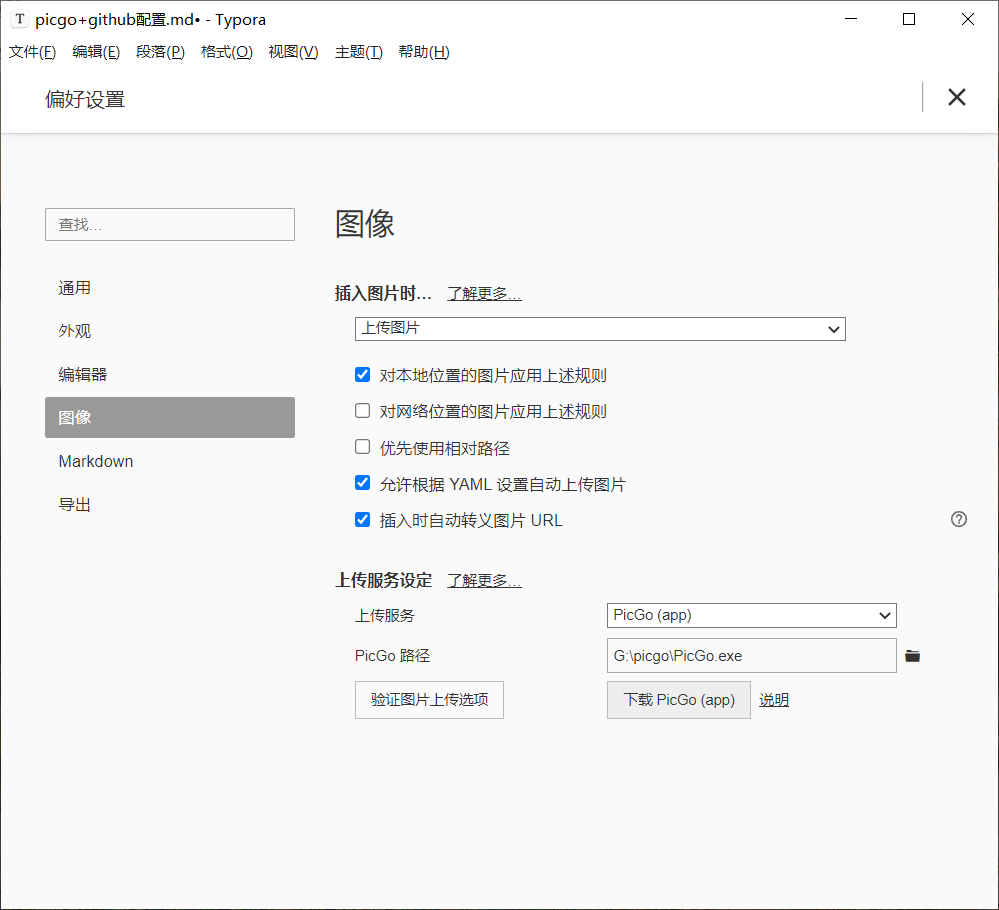 T picgo+github配置.md• - Typora
文件(F) 编辑(E) 段落(P) 格式(O) 视图(V) 主题(T) 帮助(H)
偏好设置
查找...
通用
外观
编辑器
图像
Markdown
导出
图像
插入图片时... 了解更多...
上传图片
对本地位置的图片应用上述规则
对网络位置的图片应用上述规则
优先使用相对路径
允许根据 YAML 设置自动上传图片
插入时自动转义图片 URL
上传服务设定 了解更多...
上传服务 PicGo (app)
PicGo 路径 G:\picgo\PicGo.exe
验证图片上传选项 下载 PicGo (app) 说明